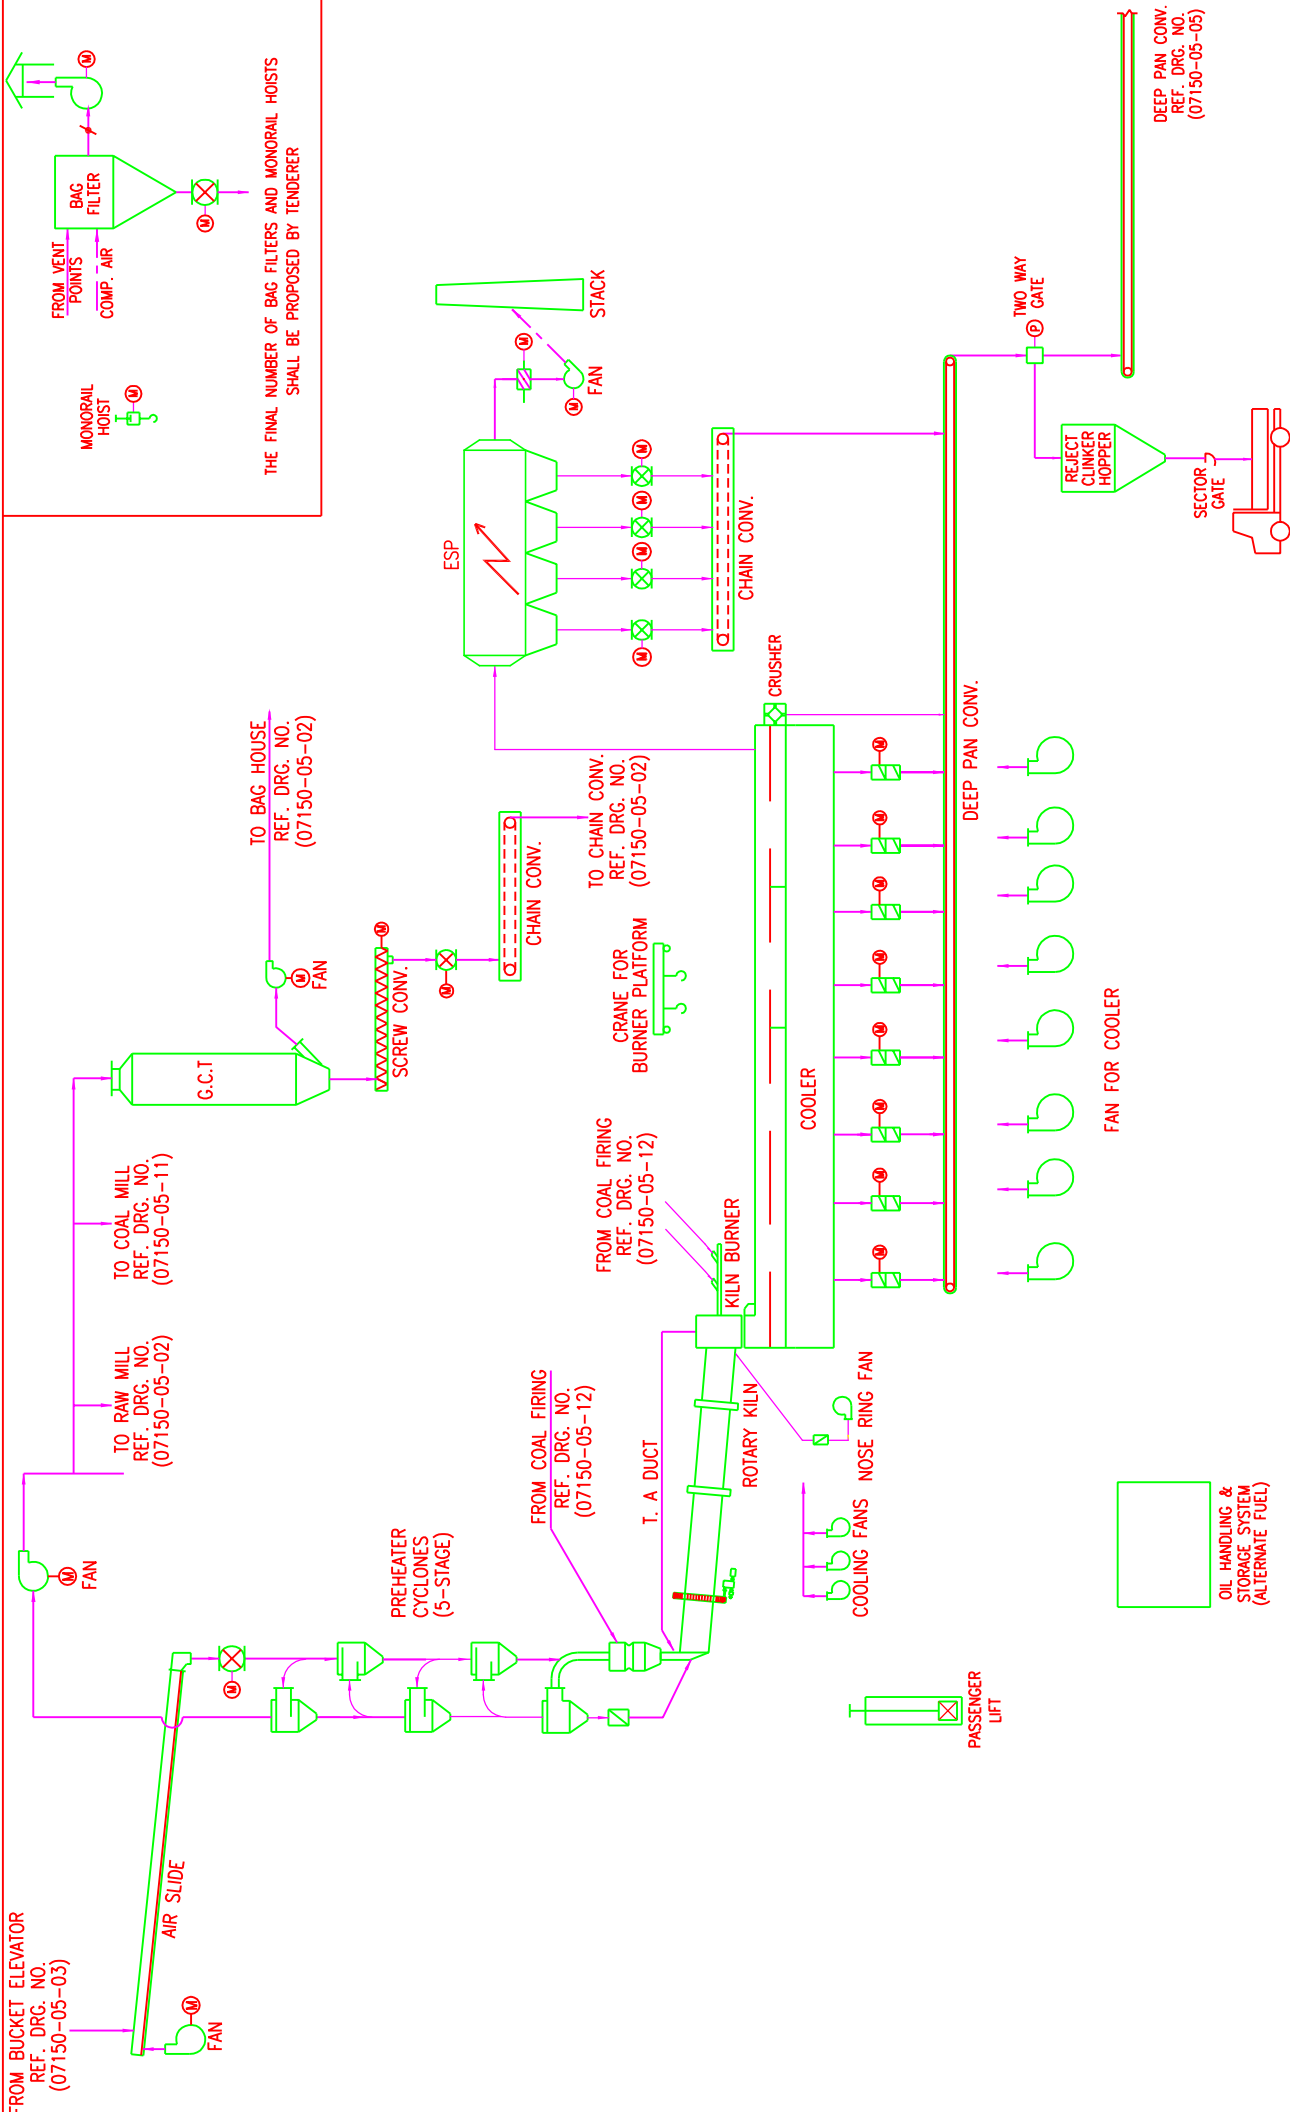 FROM BUCKET ELEVATOR
REF. DRG. NO.
(07150-05-03)
FAN
M
AIR SLIDE
M
FAN
M
TO RAW MILL
REF. DRG. NO.
(07150-05-02)
TO COAL MILL
REF. DRG. NO.
(07150-05-11)
G.C.T
FAN
M
TO BAG HOUSE
REF. DRG. NO.
(07150-05-02)
SCREW CONV.
M
M
CHAIN CONV.
TO CHAIN CONV.
REF. DRG. NO.
(07150-05-02)
PREHEATER
CYCLONES
(5-STAGE)
FROM COAL FIRING
REF. DRG. NO.
(07150-05-12)
T. A DUCT
ROTARY KILN
FROM COAL FIRING
REF. DRG. NO.
(07150-05-12)
KILN BURNER
CRANE FOR
BURNER PLATFORM
COOLER
CRUSHER
COOLING FANS
NOSE RING FAN
M
M
M
M
M
M
M
M
DEEP PAN CONV.
FAN FOR COOLER
ESP
M
M
M
M
CHAIN CONV.
M
M
FAN
STACK
TWO WAY
GATE
P
REJECT
CLINKER
HOPPER
SECTOR
GATE
DEEP PAN CONV.
REF. DRG. NO.
(07150-05-05)
PASSENGER
LIFT
OIL HANDLING &
STORAGE SYSTEM
(ALTERNATE FUEL)
MONORAIL
HOIST
M
FROM VENT
POINTS
COMP. AIR
BAG
FILTER
M
M
THE FINAL NUMBER OF BAG FILTERS AND MONORAIL HOISTS
SHALL BE PROPOSED BY TENDERER